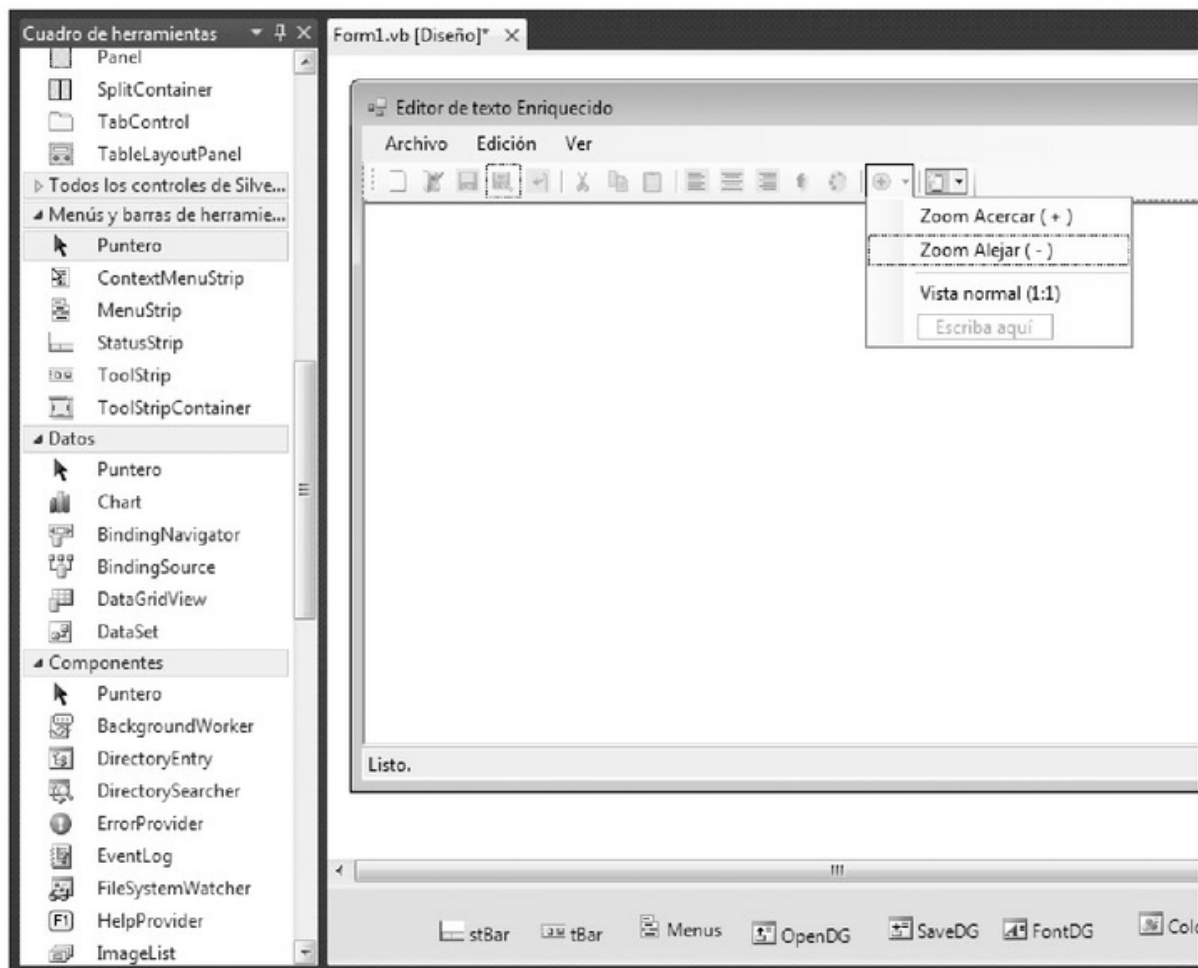 Cuadro de herramientas
Panel
SplitContainer
TabControl
TableLayoutPanel
Todos los controles de Silve...
Menús y barras de herramie...
Puntero
ContextMenuStrip
MenuStrip
StatusStrip
ToolStrip
ToolStripContainer
Datos
Puntero
Chart
BindingNavigator
BindingSource
DataGridView
DataSet
Componentes
Puntero
BackgroundWorker
DirectoryEntry
DirectorySearcher
ErrorProvider
EventLog
FileSystemWatcher
HelpProvider
ImageList
Form1.vb [Diseño]*
Editor de texto Enriquecido
Archivo Edición Ver
Zoom Acercar ( + )
Zoom Alejar ( - )
Vista normal (1:1)
Escriba aquí
Listo.
stBar tBar Menus OpenDG SaveDG FontDG Colo